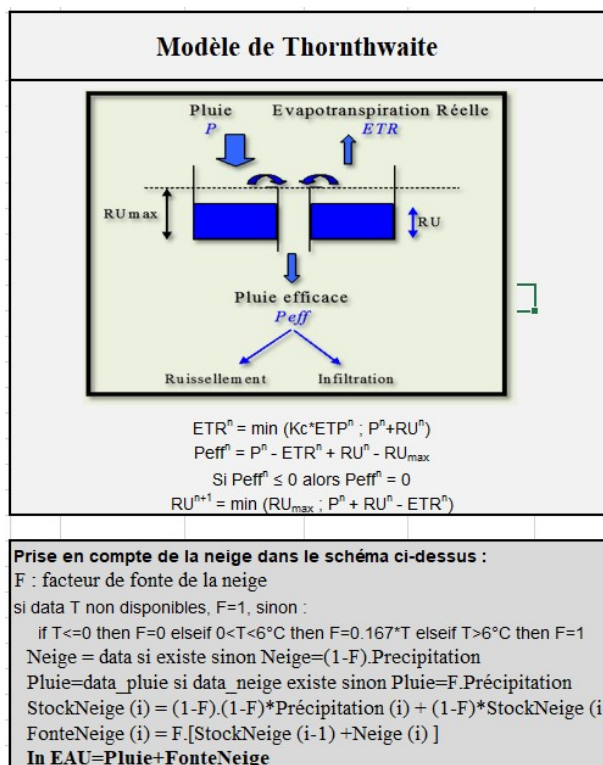 Modèle de Thornthwaite
Pluie
P
Evapotranspiration Réelle
ETR
RUmax
RU
Pluie efficace
Peff
Ruissellement
Infiltration
ETRⁿ = min (Kc*ETPⁿ ; Pⁿ+RUⁿ)
Peffⁿ = Pⁿ - ETRⁿ + RUⁿ - RUmax
Si Peffⁿ ≤ 0 alors Peffⁿ = 0
RUⁿ⁺¹ = min (RUmax ; Pⁿ + RUⁿ - ETRⁿ)
Prise en compte de la neige dans le schéma ci-dessus :
F : facteur de fonte de la neige
si data T non disponibles, F=1, sinon :
if T<=0 then F=0 elseif 0<T<6°C then F=0.167*T elseif T>6°C then F=1
Neige = data si existe sinon Neige=(1-F).Precipitation
Pluie=data_pluie si data_neige existe sinon Pluie=F.Précipitation
StockNeige (i) = (1-F).(1-F)*Précipitation (i) + (1-F)*StockNeige (i
FonteNeige (i) = F.[StockNeige (i-1) +Neige (i) ]
In EAU=Pluie+FonteNeige